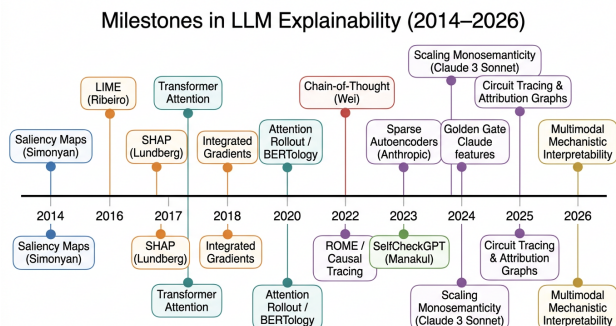 Milestones in LLM Explainability (2014–2026)
Scaling Monosemanticity
(Claude 3 Sonnet)
LIME
(Ribeiro)
Transformer
Attention
Chain-of-Thought
(Wei)
Circuit Tracing &
Attribution Graphs
Saliency Maps
(Simonyan)
SHAP
(Lundberg)
Integrated
Gradients
Attention
Rollout /
BERTology
Sparse
Autoencoders
(Anthropic)
Golden Gate
Claude
features
Multimodal
Mechanistic
Interpretability
2014
2016
2017
2018
2020
2022
2023
2024
2025
2026
Saliency Maps
(Simonyan)
SHAP
(Lundberg)
Integrated
Gradients
ROME /
Causal
Tracing
SelfCheckGPT
(Manakul)
Circuit Tracing
& Attribution
Graphs
Transformer
Attention
Attention
Rollout /
BERTology
Scaling
Monosemanticity
(Claude 3 Sonnet)
Multimodal
Mechanistic
Interpretability